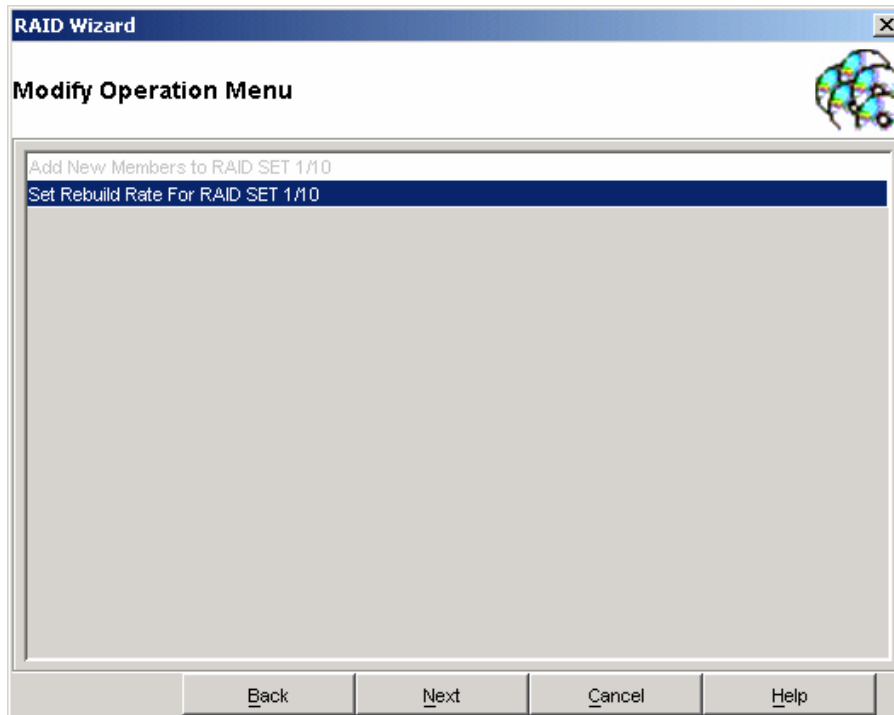 RAID Wizard
Modify Operation Menu
Add New Members to RAID SET 1/10
Set Rebuild Rate For RAID SET 1/10
Back Next Cancel Help